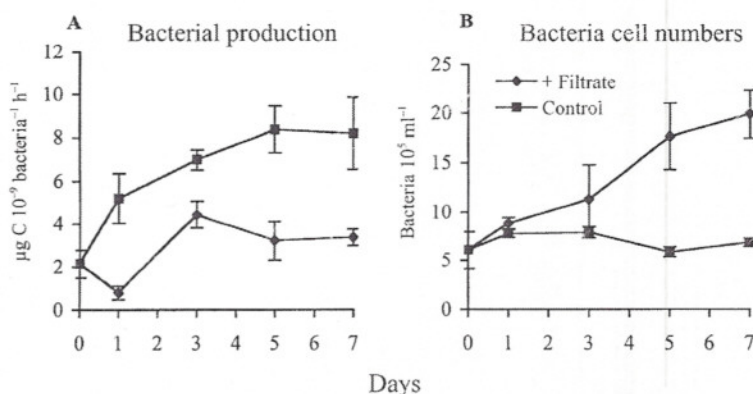 A
Bacterial production
12
10
8
6
4
2
0
µg C 10⁻⁹ bacteria⁻¹ h⁻¹
0 1 2 3 4 5 6 7
B
Bacteria cell numbers
25
20
15
10
5
0
Bacteria 10⁵ ml⁻¹
+ Filtrate
Control
0 1 2 3 4 5 6 7
Days